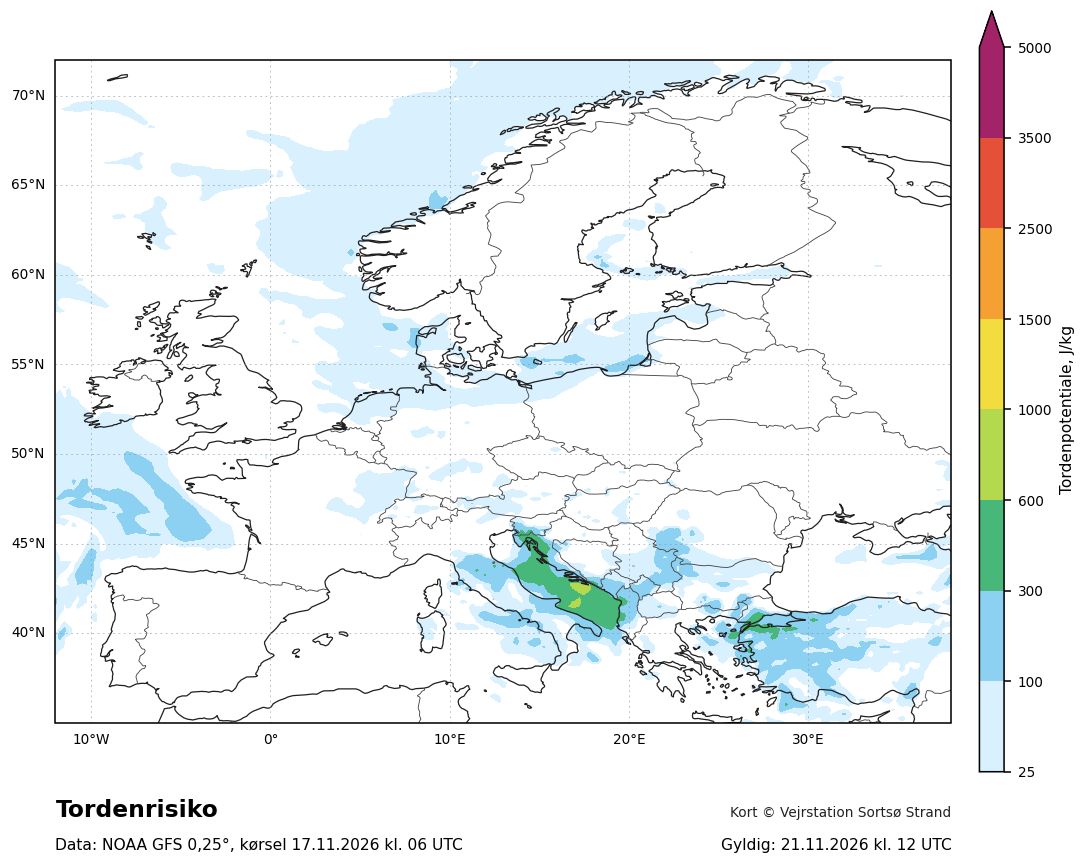 70°N
65°N
60°N
55°N
50°N
45°N
40°N
10°W
0°
10°E
20°E
30°E
5000
3500
2500
1500
1000
600
300
100
25
Tordenpotentiale, J/kg
Tordenrisiko
Kort © Vejrstation Sortsø Strand
Data: NOAA GFS 0,25°, kørsel 17.11.2026 kl. 06 UTC
Gyldig: 21.11.2026 kl. 12 UTC